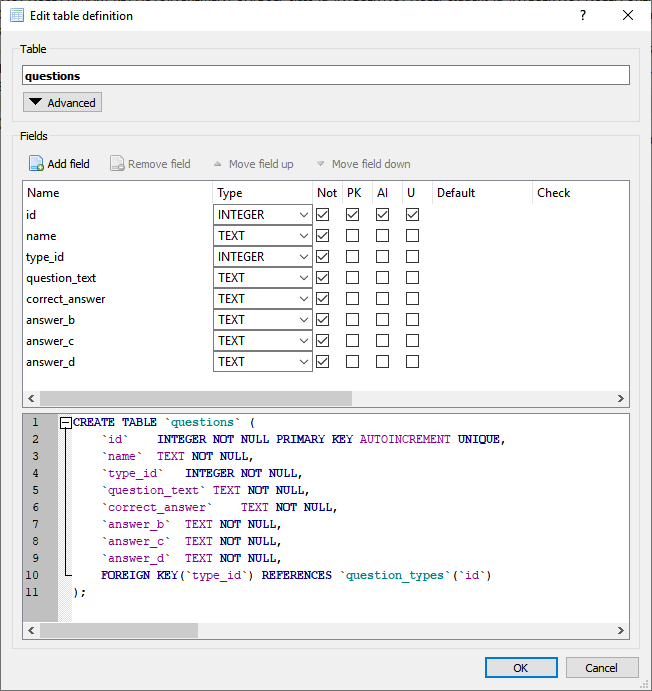 Edit table definition
?
Table
questions
Advanced
Fields
Add field Remove field Move field up Move field down
Name Type Not PK AI U Default Check
id INTEGER
name TEXT
type_id INTEGER
question_text TEXT
correct_answer TEXT
answer_b TEXT
answer_c TEXT
answer_d TEXT
1 CREATE TABLE `questions` (
2 `id` INTEGER NOT NULL PRIMARY KEY AUTOINCREMENT UNIQUE,
3 `name` TEXT NOT NULL,
4 `type_id` INTEGER NOT NULL,
5 `question_text` TEXT NOT NULL,
6 `correct_answer` TEXT NOT NULL,
7 `answer_b` TEXT NOT NULL,
8 `answer_c` TEXT NOT NULL,
9 `answer_d` TEXT NOT NULL,
10 FOREIGN KEY(`type_id`) REFERENCES `question_types`(`id`)
11 );
OK Cancel